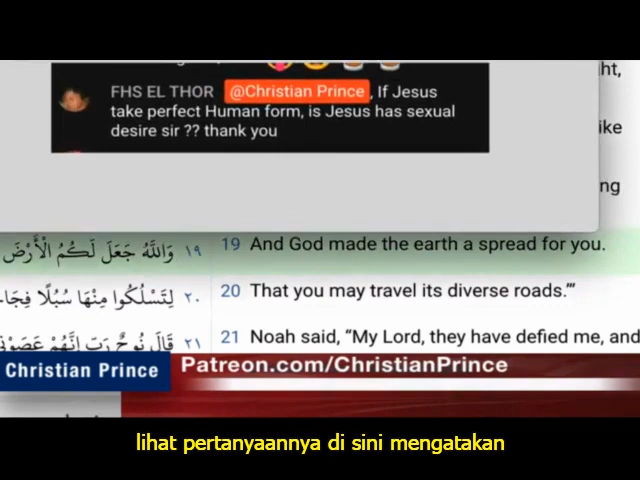 FHS EL THOR @Christian Prince, If Jesus
take perfect Human form, is Jesus has sexual
desire sir ?? thank you
ht,
ike
ng
وَاللَّهُ جَعَلَ لَكُمُ الْأَرْضَ ١٩
19 And God made the earth a spread for you.
لِتَسْلُكُوا مِنْهَا سُبُلًا فِجَا ٢٠
20 That you may travel its diverse roads.’”
قَالَ نُوحٌ رَبِّ إِنَّهُمْ عَصَوْنِي ٢١
21 Noah said, “My Lord, they have defied me, and
Christian Prince
Patreon.com/ChristianPrince
lihat pertanyaannya di sini mengatakan